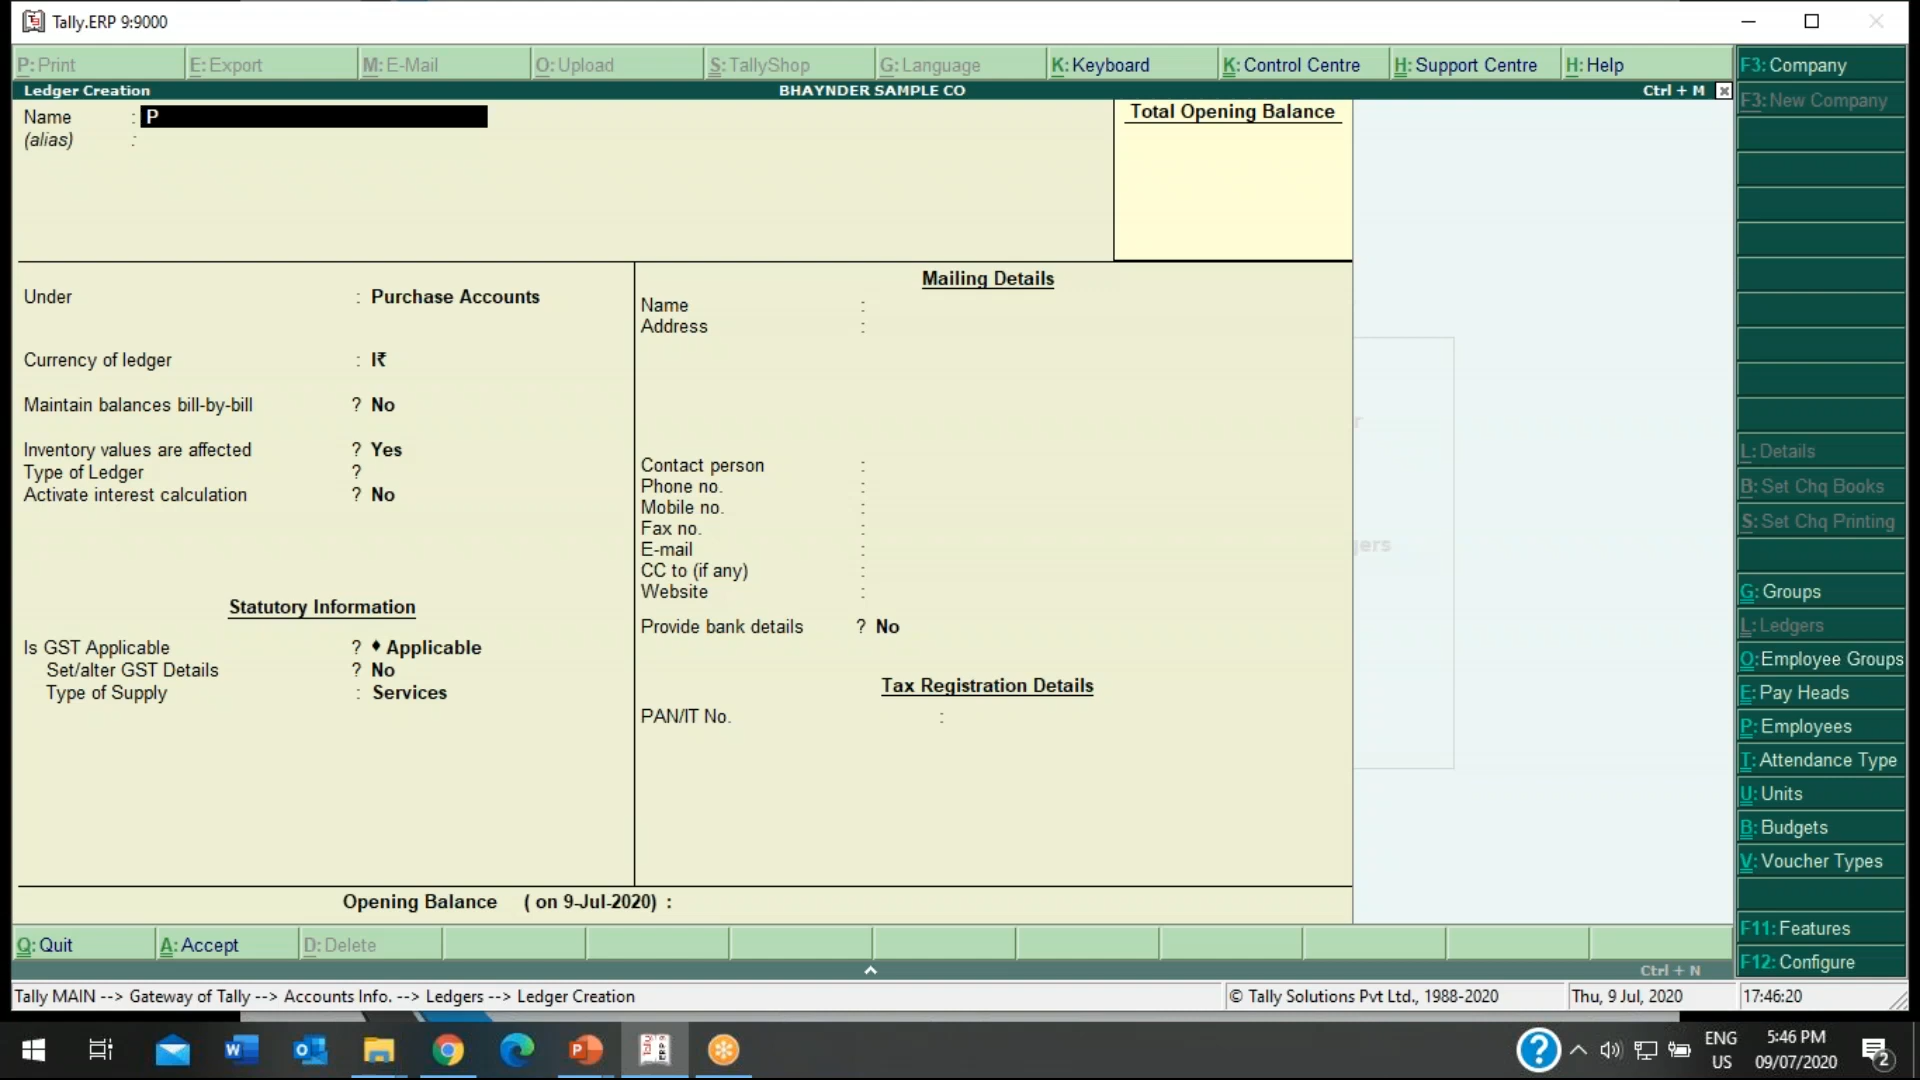 Tally.ERP 9:9000
P: Print E: Export M: E-Mail O: Upload S: TallyShop G: Language K: Keyboard K: Control Centre H: Support Centre H: Help
Ledger Creation BHAYNDER SAMPLE CO Ctrl + M
Name : P
(alias) :
Total Opening Balance
Under : Purchase Accounts
Currency of ledger : I₹
Maintain balances bill-by-bill ? No
Inventory values are affected ? Yes
Type of Ledger ?
Activate interest calculation ? No
Statutory Information
Is GST Applicable ? ♦ Applicable
Set/alter GST Details ? No
Type of Supply : Services
Mailing Details
Name :
Address :
Contact person :
Phone no. :
Mobile no. :
Fax no. :
E-mail :
CC to (if any) :
Website :
Provide bank details ? No
Tax Registration Details
PAN/IT No. :
r
gers
Opening Balance ( on 9-Jul-2020) :
F3: Company
F3: New Company
L: Details
B: Set Chq Books
S: Set Chq Printing
G: Groups
L: Ledgers
O: Employee Groups
E: Pay Heads
P: Employees
T: Attendance Type
U: Units
B: Budgets
V: Voucher Types
F11: Features
F12: Configure
Q: Quit A: Accept D: Delete
Ctrl + N
Tally MAIN --> Gateway of Tally --> Accounts Info. --> Ledgers --> Ledger Creation © Tally Solutions Pvt Ltd., 1988-2020 Thu, 9 Jul, 2020 17:46:20
ENG 5:46 PM
US 09/07/2020 2